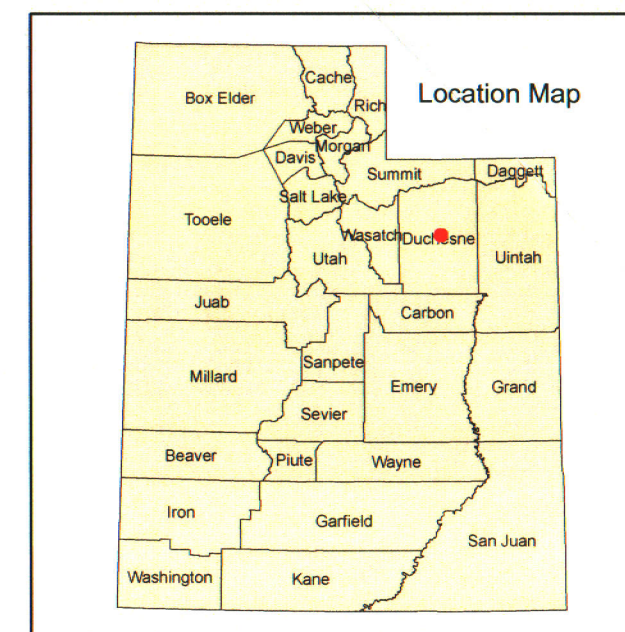 Location Map
Cache
Box Elder
Rich
Weber
Morgan
Davis
Summit
Daggett
Salt Lake
Tooele
Wasatch
Duchesne
Utah
Uintah
Juab
Carbon
Sanpete
Millard
Emery
Grand
Sevier
Beaver
Piute
Wayne
Iron
Garfield
San Juan
Washington
Kane